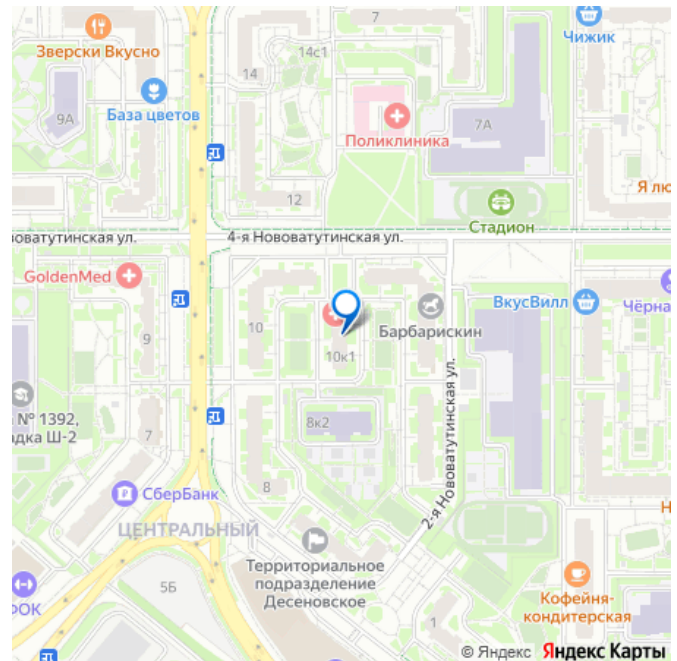 7
Чижик
Зверски Вкусно
14с1
14
База цветов
9А
Поликлиника
7А
12
Я лю
Стадион
нововатутинская ул.
4-я Нововатутинская ул.
GoldenMed
ВкусВилл
Чёрна
10
9
Барбарискин
10к1
№ 1392,
адка Ш-2
8к2
7
2-я Нововатутинская ул.
8
СберБанк
Н
ЦЕНТРАЛЬНЫЙ
Территориальное
подразделение
Десеновское
5Б
ФОК
1
Кофейня-
кондитерская
© Яндекс Яндекс Карты